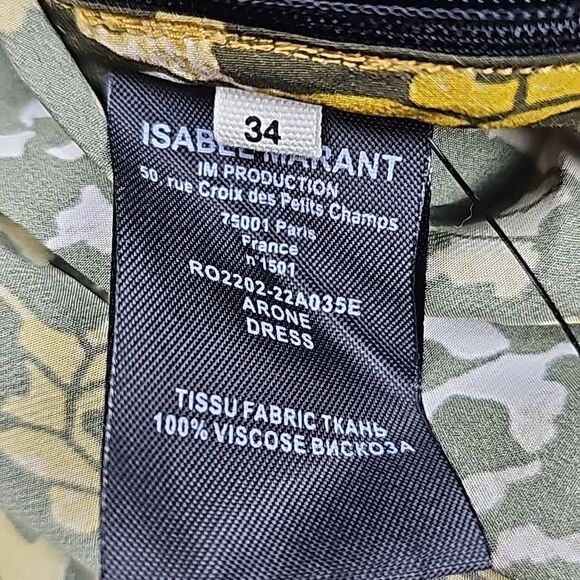 34
ISABEL MARANT
IM PRODUCTION
50, rue Croix des Petits Champs
75001 Paris
France
n°1501
RO2202-22A035E
ARONE
DRESS
TISSU FABRIC ТКАНЬ
100% VISCOSE ВИСКОЗА